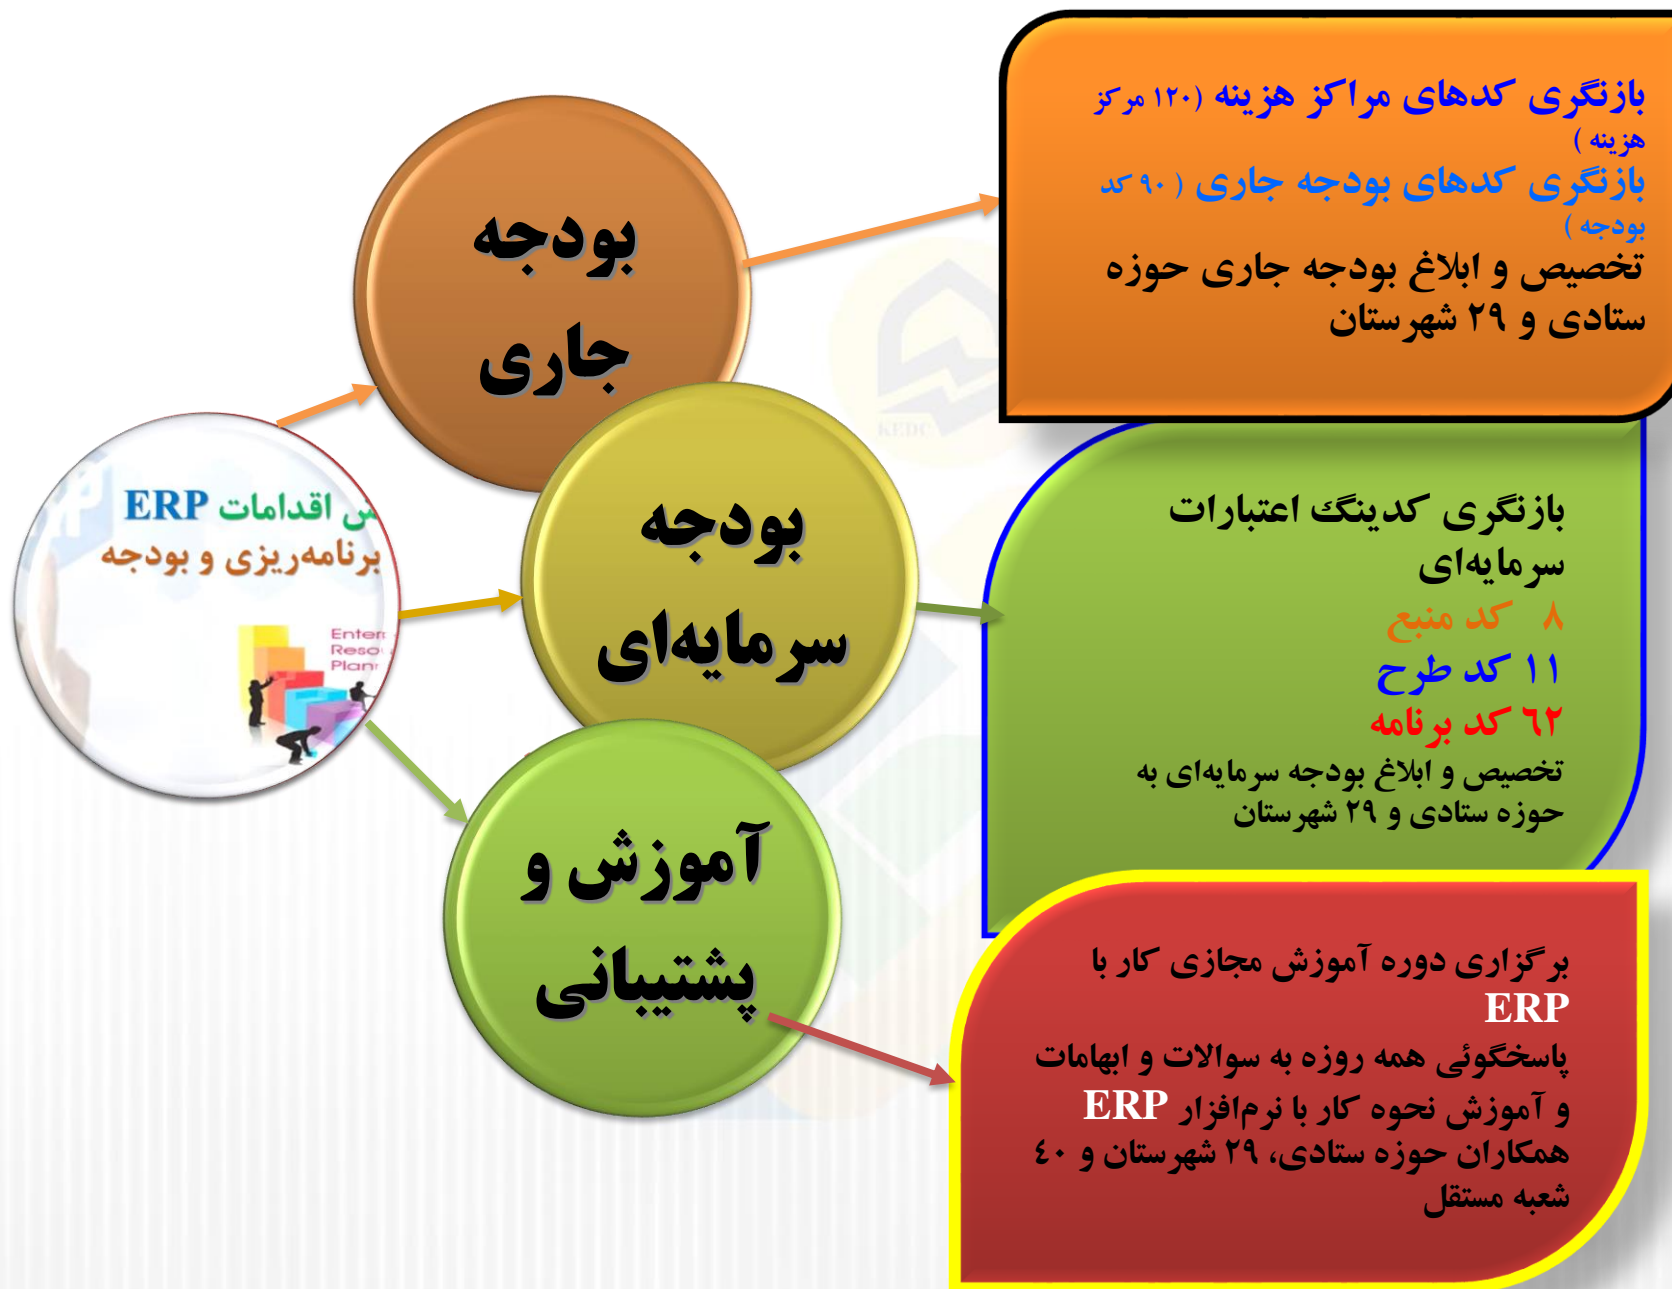 بازنگری کدهای مراکز هزینه (۱۲۰ مرکز
هزینه )
بازنگری کدهای بودجه جاری ( ۹۰ کد
بودجه )
تخصیص و ابلاغ بودجه جاری حوزه
ستادی و ۲۹ شهرستان
بودجه
جاری
بودجه
سرمایه‌ای
آموزش و
پشتیبانی
اقدامات ERP
برنامه‌ریزی و بودجه
KEDC
بازنگری کدینگ اعتبارات
سرمایه‌ای
۸ کد منبع
۱۱ کد طرح
٦۲ کد برنامه
تخصیص و ابلاغ بودجه سرمایه‌ای به
حوزه ستادی و ۲۹ شهرستان
برگزاری دوره آموزش مجازی کار با
ERP
پاسخگوئی همه روزه به سوالات و ابهامات
و آموزش نحوه کار با نرم‌افزار ERP
همکاران حوزه ستادی، ۲۹ شهرستان و ٤۰
شعبه مستقل